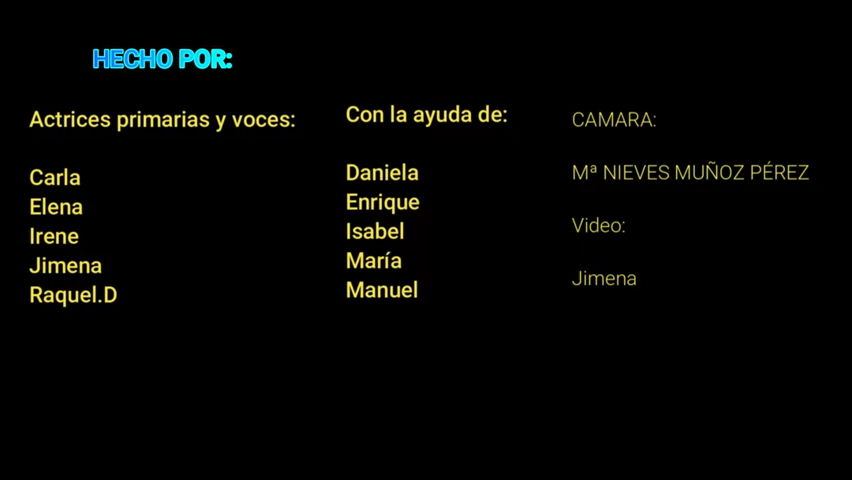 HECHO POR:
Actrices primarias y voces:
Carla
Elena
Irene
Jimena
Raquel.D
Con la ayuda de:
Daniela
Enrique
Isabel
María
Manuel
CAMARA:
Mª NIEVES MUÑOZ PÉREZ
Video:
Jimena